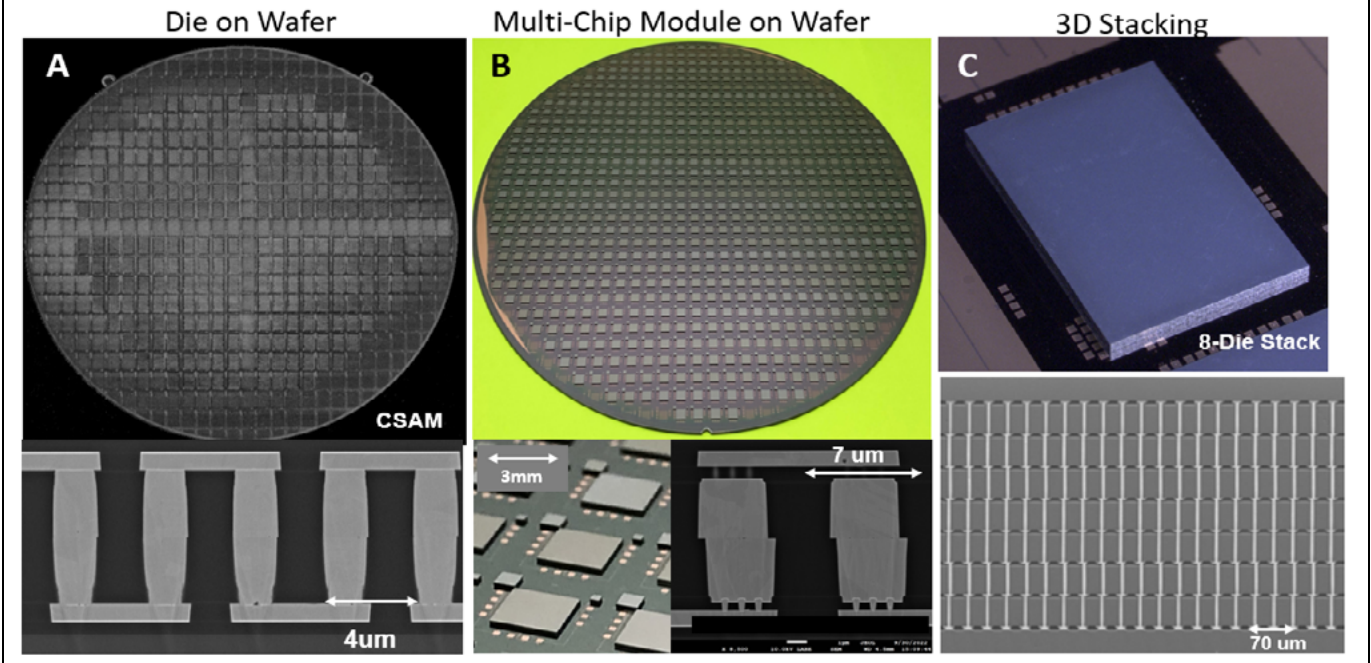 Die on Wafer
Multi-Chip Module on Wafer
3D Stacking
A
B
C
CSAM
8-Die Stack
4um
3mm
7 um
70 um